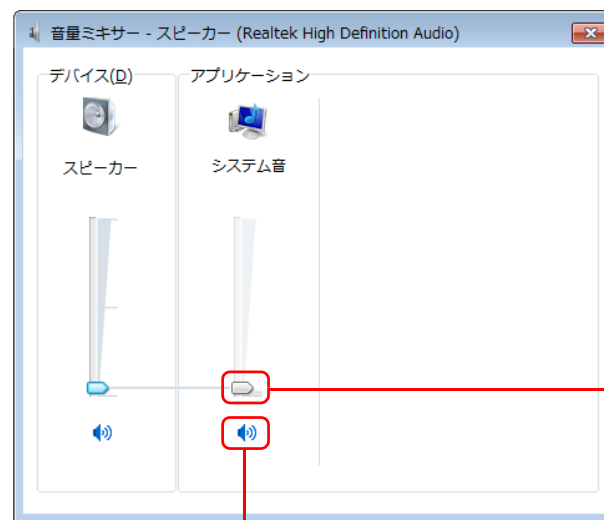 音量ミキサー - スピーカー (Realtek High Definition Audio)
デバイス(D) アプリケーション
スピーカー システム音